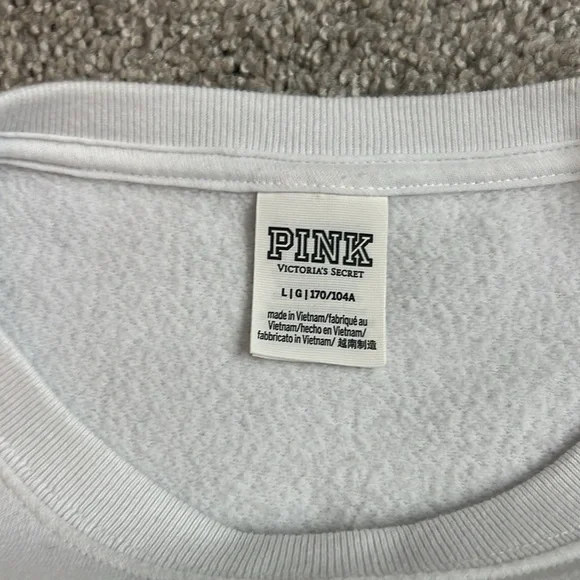 PINK
VICTORIA'S SECRET
L | G | 170/104A
made in Vietnam/fabriqué au
Vietnam/hecho en Vietnam/
fabbricato in Vietnam/ 越南制造